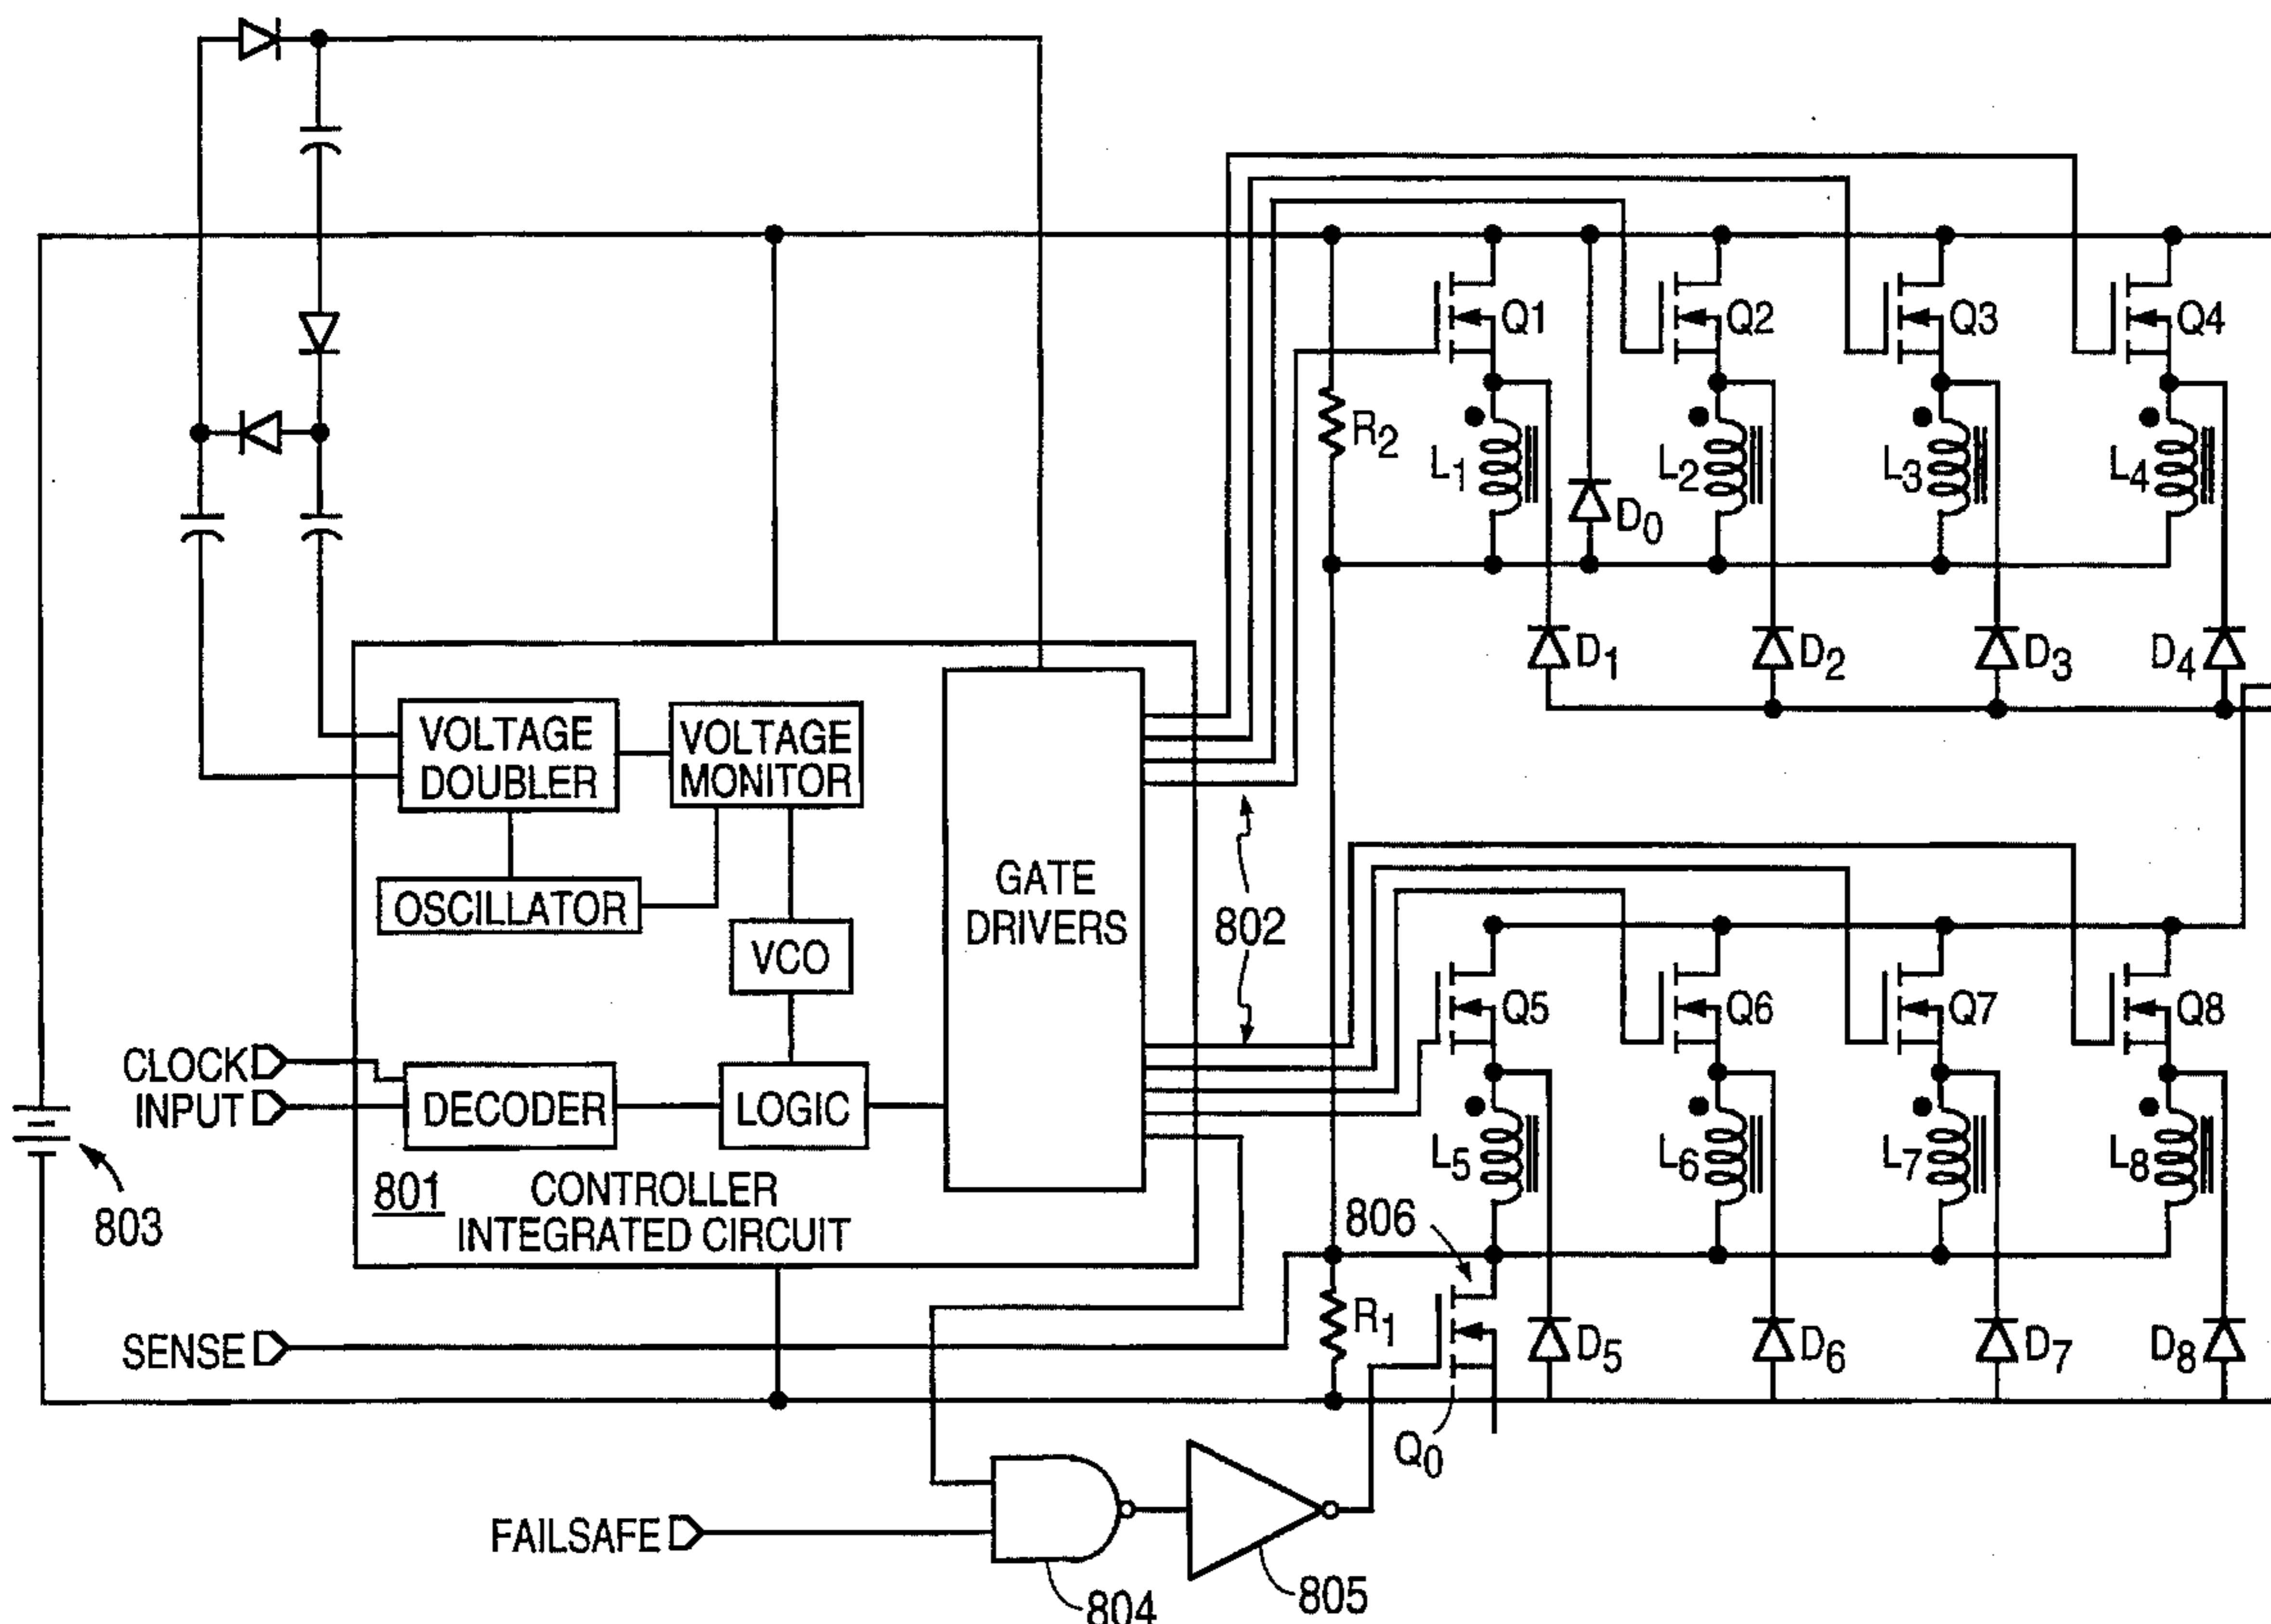 Q1
Q2
Q3
Q4
R2
L1
D0
L2
L3
L4
D1
D2
D3
D4
VOLTAGE
DOUBLER
VOLTAGE
MONITOR
OSCILLATOR
VCO
GATE
DRIVERS
802
Q5
Q6
Q7
Q8
CLOCK
INPUT
DECODER
LOGIC
L5
L6
L7
L8
801
CONTROLLER
INTEGRATED CIRCUIT
803
806
SENSE
R1
D5
D6
D7
D8
Q0
FAILSAFE
804
805